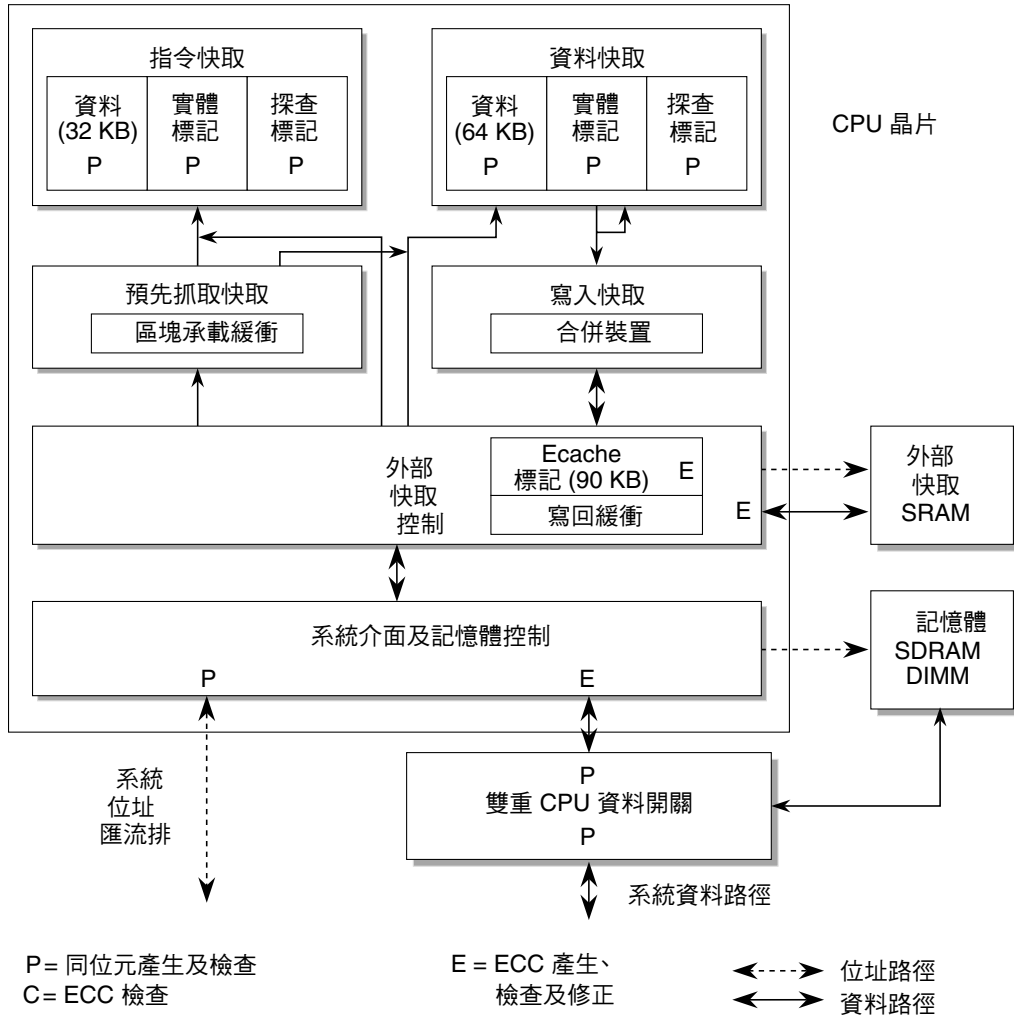 指令快取
資料
(32 KB)
P
實體
標記
P
探查
標記
P
資料快取
資料
(64 KB)
P
實體
標記
P
探查
標記
P
CPU 晶片
預先抓取快取
區塊承載緩衝
寫入快取
合併裝置
外部
快取
控制
Ecache
標記 (90 KB)
E
寫回緩衝
E
外部
快取
SRAM
系統介面及記憶體控制
P
E
記憶體
SDRAM
DIMM
系統
位址
匯流排
P
雙重 CPU 資料開關
P
系統資料路徑
P = 同位元產生及檢查
C = ECC 檢查
E = ECC 產生、
檢查及修正
位址路徑
資料路徑